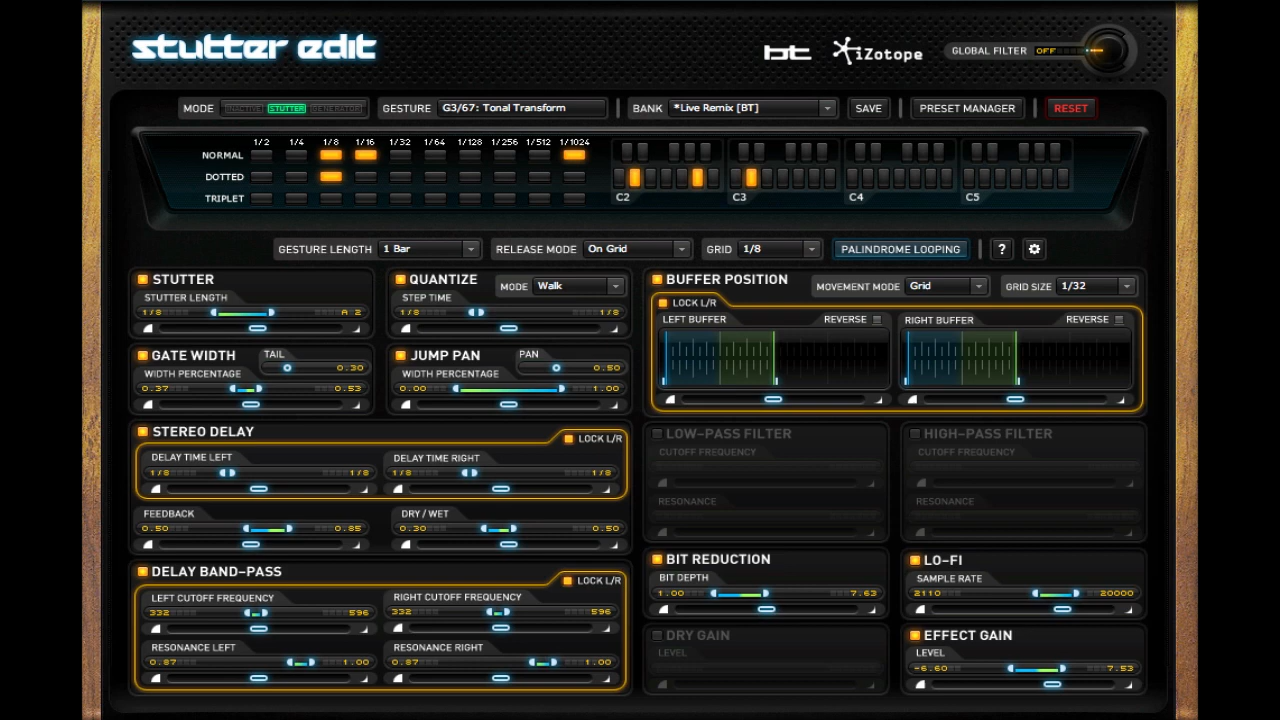 stutter edit
bt iZotope GLOBAL FILTER OFF
MODE INACTIVE STUTTER GENERATOR GESTURE G3/67: Tonal Transform BANK *Live Remix [BT] SAVE PRESET MANAGER RESET
1/2 1/4 1/8 1/16 1/32 1/64 1/128 1/256 1/512 1/1024
NORMAL
DOTTED
TRIPLET
C2 C3 C4 C5
GESTURE LENGTH 1 Bar RELEASE MODE On Grid GRID 1/8 PALINDROME LOOPING ?
STUTTER
STUTTER LENGTH
1/8 A 2
QUANTIZE MODE Walk
STEP TIME
1/8 1/8
GATE WIDTH TAIL
0.30
WIDTH PERCENTAGE
0.37 0.53
JUMP PAN PAN
0.50
WIDTH PERCENTAGE
0.00 1.00
BUFFER POSITION MOVEMENT MODE Grid GRID SIZE 1/32
LOCK L/R
LEFT BUFFER REVERSE
RIGHT BUFFER REVERSE
STEREO DELAY LOCK L/R
DELAY TIME LEFT
1/8 1/8
DELAY TIME RIGHT
1/8 1/8
FEEDBACK
0.50 0.85
DRY/WET
0.30 0.50
DELAY BAND-PASS LOCK L/R
LEFT CUTOFF FREQUENCY
332 596
RIGHT CUTOFF FREQUENCY
332 596
RESONANCE LEFT
0.87 1.00
RESONANCE RIGHT
0.87 1.00
LOW-PASS FILTER
CUTOFF FREQUENCY
RESONANCE
HIGH-PASS FILTER
CUTOFF FREQUENCY
RESONANCE
BIT REDUCTION
BIT DEPTH
1.00 7.63
LO-FI
SAMPLE RATE
2110 20000
DRY GAIN
LEVEL
EFFECT GAIN
LEVEL
-6.60 7.53